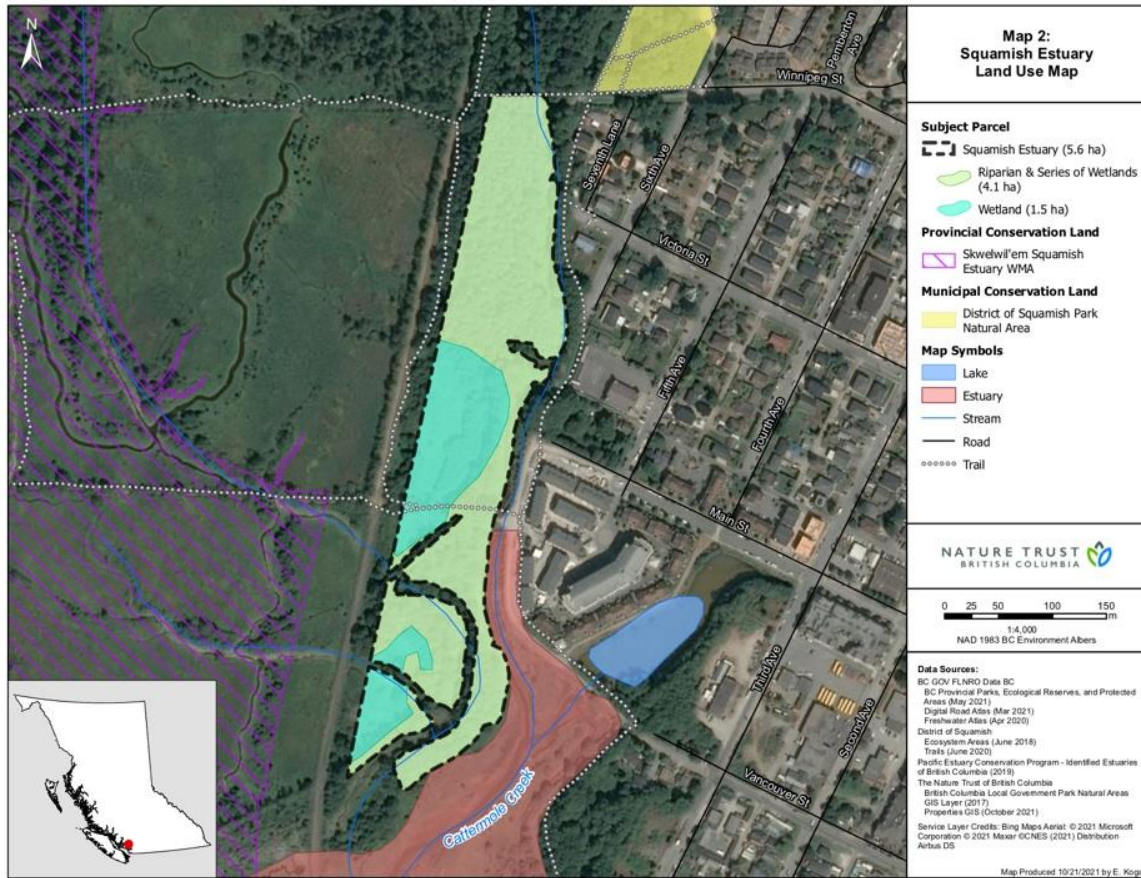 N
Pemberton
Ave
Winnipeg St
Seventh Lane
Sixth Ave
Victoria St
Fifth Ave
Fourth Ave
Main St
Third Ave
Second Ave
Vancouver St
Cattermole Creek
Map 2:
Squamish Estuary
Land Use Map
Subject Parcel
Squamish Estuary (5.6 ha)
Riparian & Series of Wetlands
(4.1 ha)
Wetland (1.5 ha)
Provincial Conservation Land
Skwelwil'em Squamish
Estuary WMA
Municipal Conservation Land
District of Squamish Park
Natural Area
Map Symbols
Lake
Estuary
Stream
Road
Trail
NATURE TRUST
BRITISH COLUMBIA
0 25 50 100 150
m
1:4,000
NAD 1983 BC Environment Albers
Data Sources:
BC GOV FLNRO Data BC
BC Provincial Parks, Ecological Reserves, and Protected
Areas (May 2021)
Digital Road Atlas (Mar 2021)
Freshwater Atlas (Apr 2020)
District of Squamish
Ecosystem Areas (June 2018)
Trails (June 2020)
Pacific Estuary Conservation Program - Identified Estuaries
of British Columbia (2019)
The Nature Trust of British Columbia
British Columbia Local Government Park Natural Areas
GIS Layer (2017)
Properties GIS (October 2021)
Service Layer Credits: Bing Maps Aerial: © 2021 Microsoft
Corporation © 2021 Maxar ©CNES (2021) Distribution
Airbus DS
Map Produced 10/21/2021 by E.